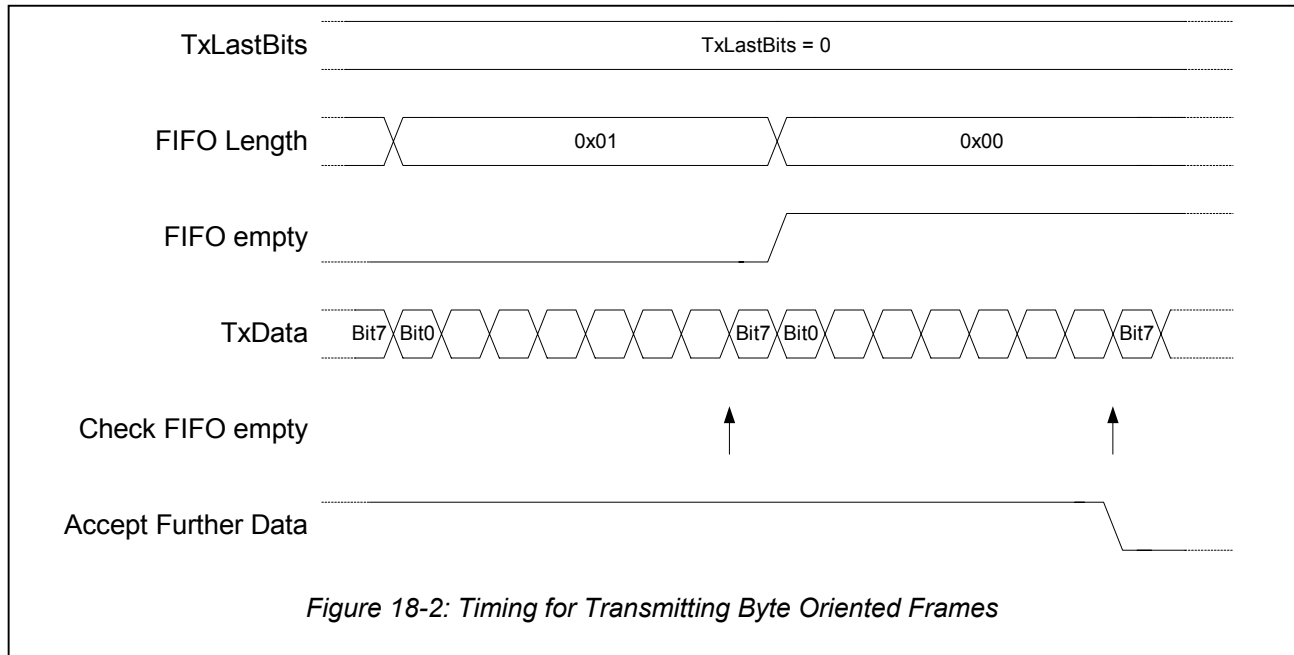 TxLastBits
TxLastBits = 0
FIFO Length
0x01
0x00
FIFO empty
TxData
Bit7 Bit0 Bit7 Bit0 Bit7
Check FIFO empty
Accept Further Data
Figure 18-2: Timing for Transmitting Byte Oriented Frames